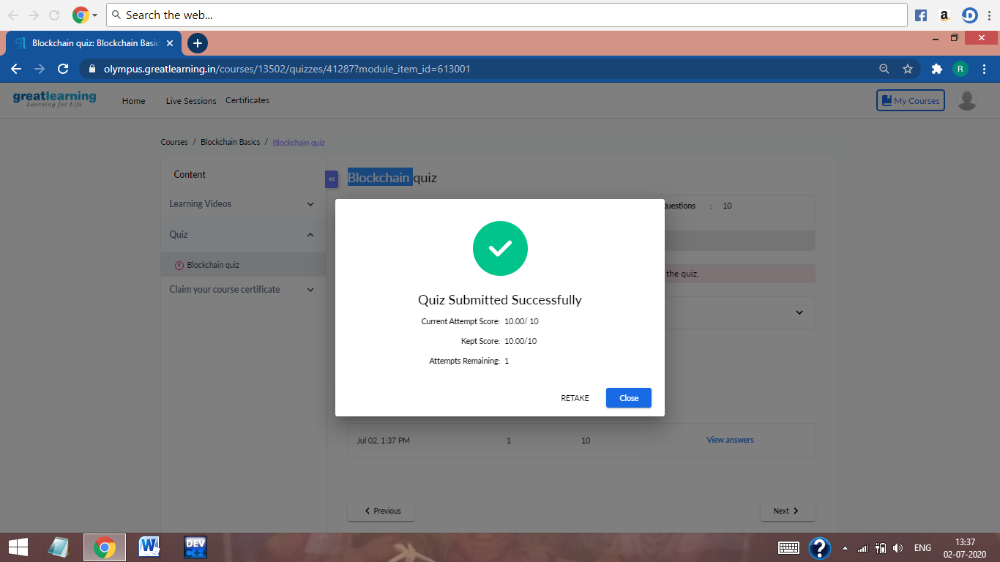 Search the web...
Blockchain quiz: Blockchain Basic
olympus.greatlearning.in/courses/13502/quizzes/41287?module_item_id=613001
R
greatlearning
Learning for Life
Home
Live Sessions
Certificates
My Courses
Courses / Blockchain Basics / Blockchain quiz
Content
«
Blockchain quiz
Learning Videos
Questions : 10
Quiz
Blockchain quiz
the quiz.
Claim your course certificate
Quiz Submitted Successfully
Current Attempt Score: 10.00/ 10
Kept Score: 10.00/10
Attempts Remaining: 1
RETAKE
Close
Jul 02, 1:37 PM 1 10 View answers
Previous
Next
DEV
C++
ENG
13:37
02-07-2020